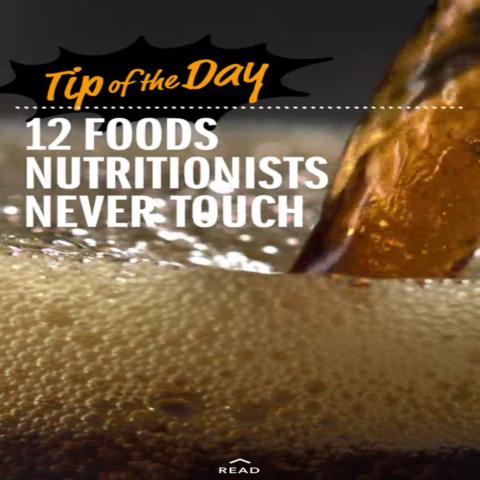 Tip of the Day
12 FOODS
NUTRITIONISTS
NEVER TOUCH
READ